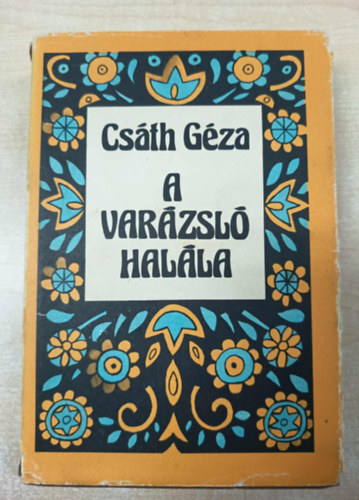 Csáth Géza
A
VARÁZSLÓ
HALÁLA